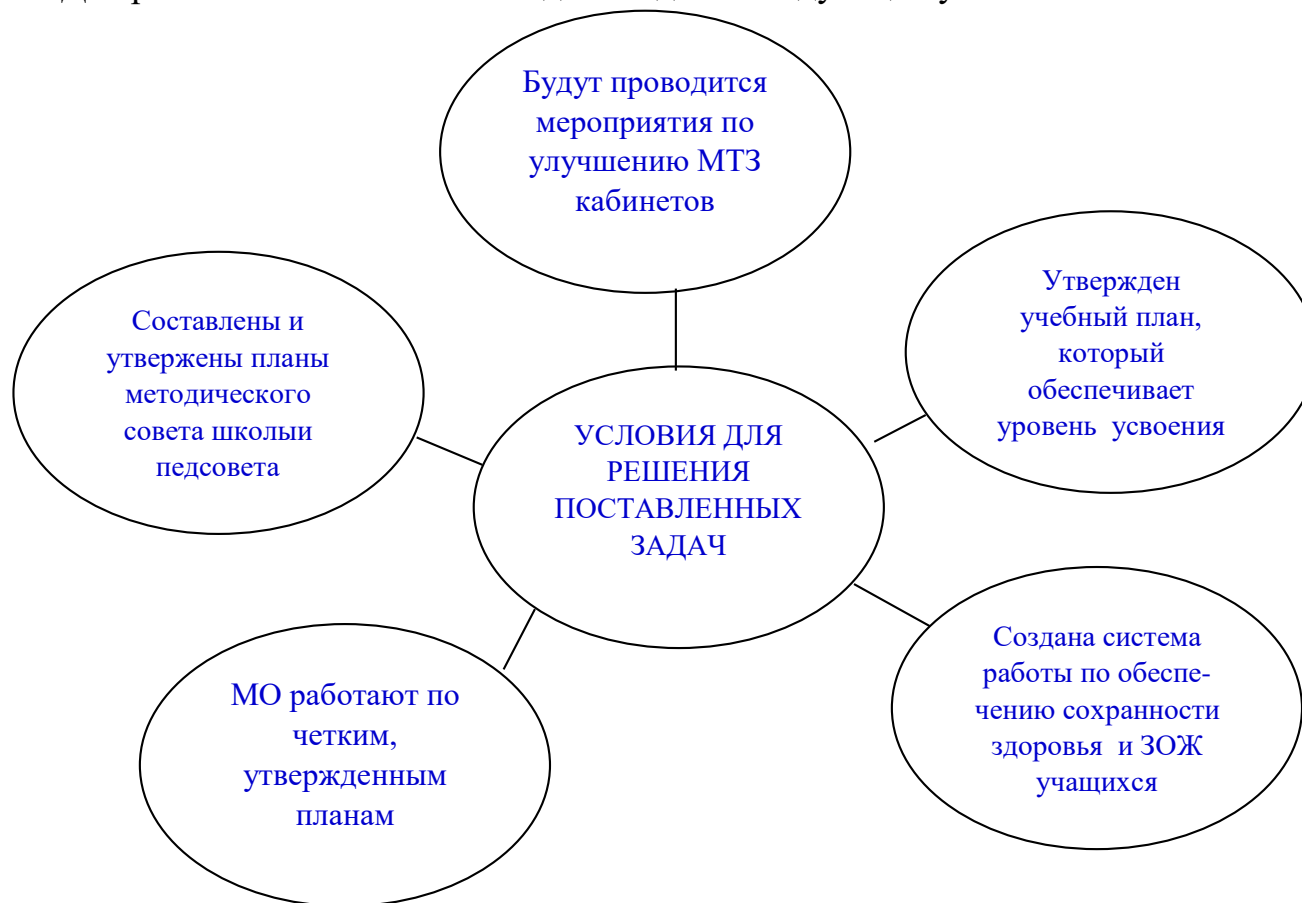 Будут проводится
мероприятия по
улучшению МТЗ
кабинетов
Составлены и
утвержены планы
методического
совета школыи
педсовета
Утвержден
учебный план,
который
обеспечивает
уровень усвоения
УСЛОВИЯ ДЛЯ
РЕШЕНИЯ
ПОСТАВЛЕННЫХ
ЗАДАЧ
МО работают по
четким,
утвержденным
планам
Создана система
работы по обеспе-
чению сохранности
здоровья и ЗОЖ
учащихся